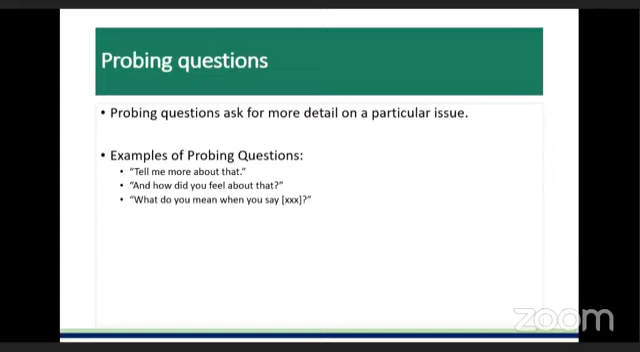 Probing questions
• Probing questions ask for more detail on a particular issue.
• Examples of Probing Questions:
• "Tell me more about that."
• "And how did you feel about that?"
• "What do you mean when you say [xxx]?"
zoom